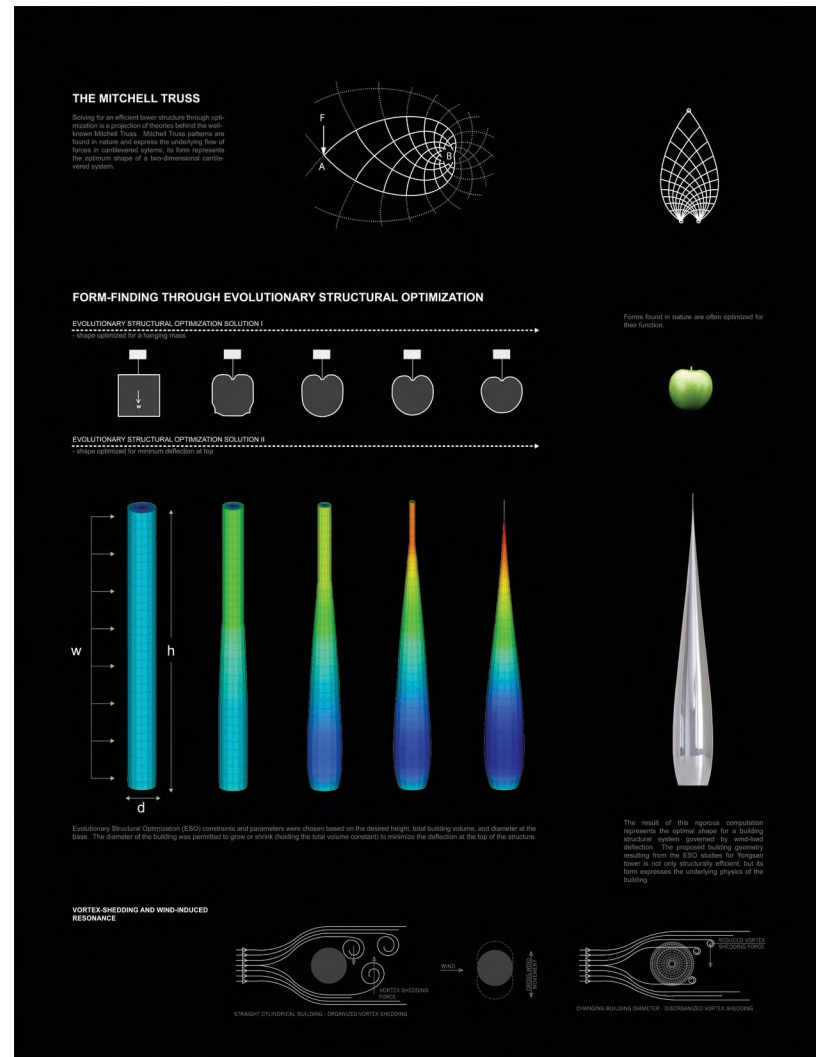 THE MITCHELL TRUSS
Solving for an efficient tower structure through opti-
mization is a projection of theories behind the well-
known Mitchell Truss. Mitchell Truss patterns are
found in nature and express the underlying flow of
forces in cantilevered sytems: its form represents
the optimum shape of a two-dimensional cantile-
vered system.
F
A
B
FORM-FINDING THROUGH EVOLUTIONARY STRUCTURAL OPTIMIZATION
EVOLUTIONARY STRUCTURAL OPTIMIZATION SOLUTION I
- shape optimized for a hanging mass
Forms found in nature are often optimized for
their function.
w
EVOLUTIONARY STRUCTURAL OPTIMIZATION SOLUTION II
- shape optimized for mininum deflection at top
w
h
d
Evolutionary Structural Optimization (ESO) constraints and parameters were chosen based on the desired height, total building volume, and diameter at the
base. The diameter of the building was permitted to grow or shrink (holding the total volume constant) to minimize the deflection at the top of the structure.
The result of this rigorous computation
represents the optimal shape for a building
structural system governed by wind-load
deflection. The proposed building geometry
resulting from the ESO studies for Yongsan
tower is not only structurally efficient, but its
form expresses the underlying physics of the
building.
VORTEX-SHEDDING AND WIND-INDUCED
RESONANCE
VORTEX SHEDDING
FORCE
STRAIGHT CYLINDRICAL BUILDING - ORGANIZED VORTEX SHEDDING
WIND
CROSS WIND
MOVEMENT
REDUCED VORTEX
SHEDDING FORCE
CHANGING BUILDING DIAMETER - DISORGANIZED VORTEX SHEDDING